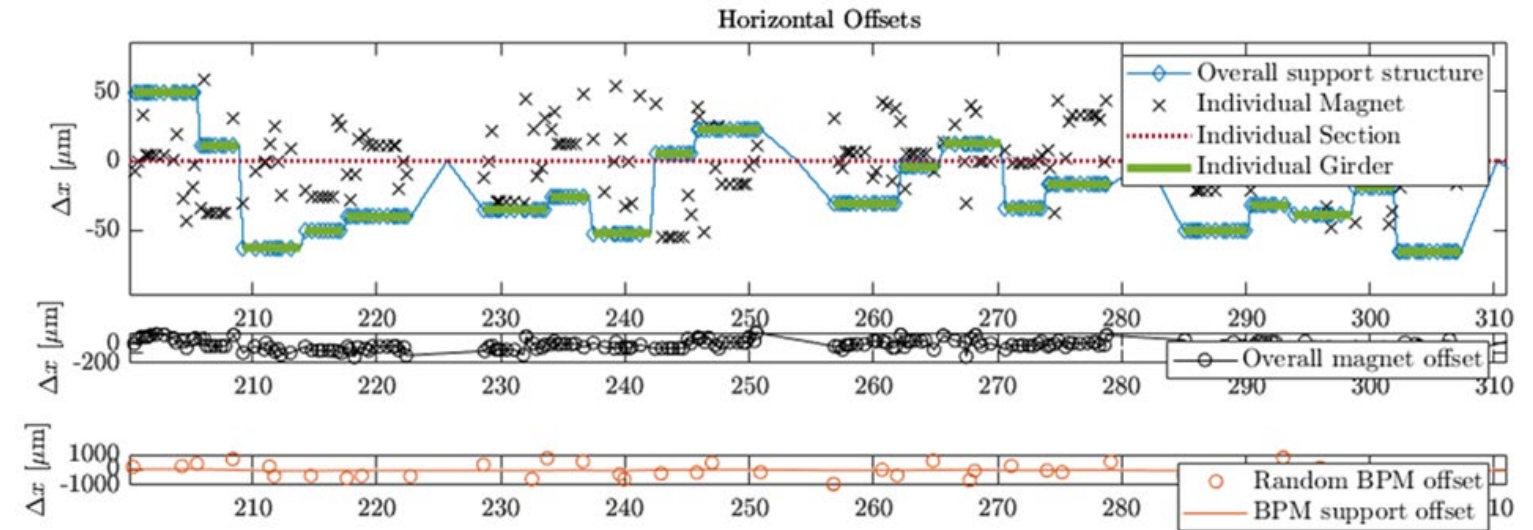 Horizontal Offsets
Δx [μm]
50
0
-50
Overall support structure
Individual Magnet
Individual Section
Individual Girder
210 220 230 240 250 260 270 280 290 300 310
Δx [μm]
0
-200
Overall magnet offset
210 220 230 240 250 260 270 280 290 300 310
Δx [μm]
1000
0
-1000
Random BPM offset
BPM support offset
210 220 230 240 250 260 270 280 10